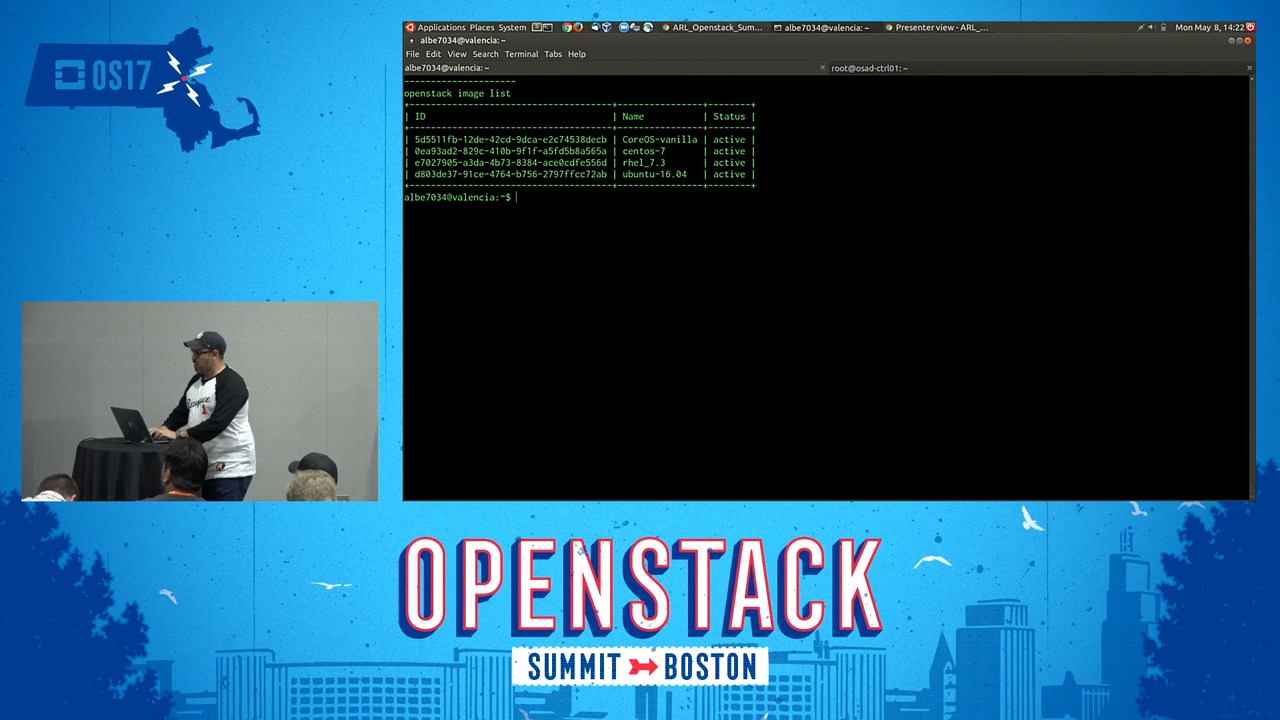 OS17
Applications Places System
ARL_Openstack_Sum...
albe7034@valencia: ~
Presenter view - ARL_...
Mon May 8, 14:22
albe7034@valencia: ~
File Edit View Search Terminal Tabs Help
albe7034@valencia: ~
root@osad-ctrl01: ~
---------------------
openstack image list
+--------------------------------------+----------------+--------+
| ID | Name | Status |
+--------------------------------------+----------------+--------+
| 5d5511fb-12de-42cd-9dca-e2c74538decb | CoreOS-vanilla | active |
| 0ea93ad2-829c-410b-9f1f-a5fd5b8a565a | centos-7 | active |
| e7027905-a3da-4b73-8384-ace0cdfe556d | rhel_7.3 | active |
| d803de37-91ce-4764-b756-2797ffcc72ab | ubuntu-16.04 | active |
+--------------------------------------+----------------+--------+
albe7034@valencia:~$
OPENSTACK
SUMMIT BOSTON